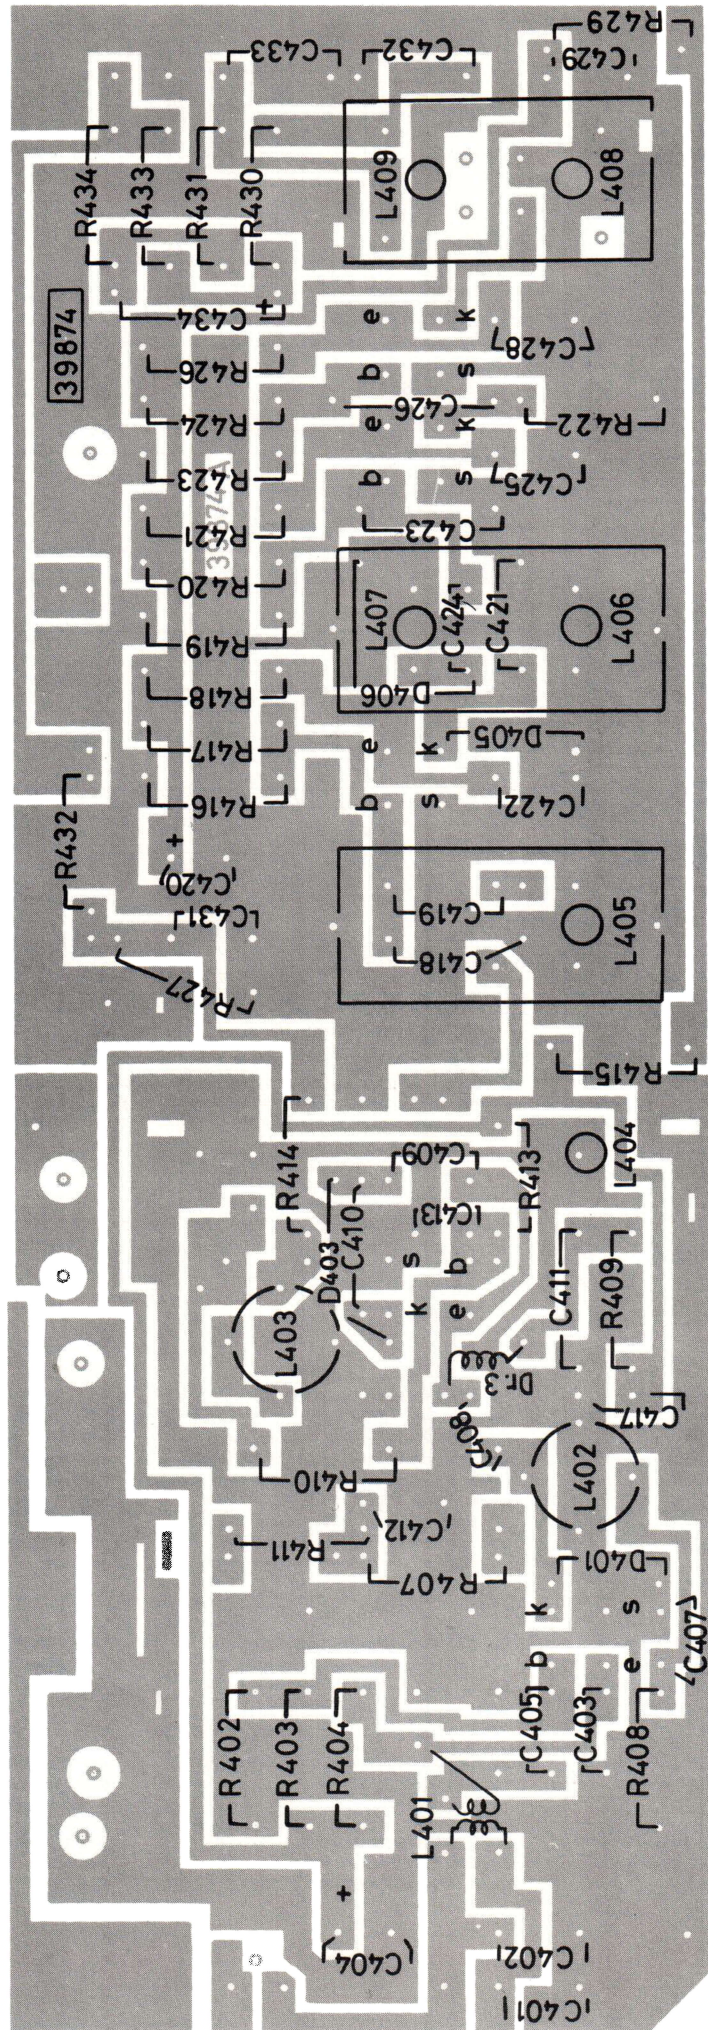 R429
C433
C432
C429
R434
R433
R431
R430
L409
L408
39874
C434
+
e
k
C428
R426
b
s
C426
R424
e
k
R422
R423
b
s
C425
39874A
R421
C423
R420
L407
C424
C421
L406
R419
R418
D406
R417
e
k
D405
R416
b
s
C422
R432
+
C420
C431
C419
L405
C418
R427
R415
R414
C409
R413
L404
C413
D403
C410
s
b
C411
R409
L403
k
e
Dr.3
C417
C408
L402
R410
C412
R411
R407
D401
k
s
C407
b
e
R402
R403
R404
C405
C403
R408
L401
+
C404
C402
C401